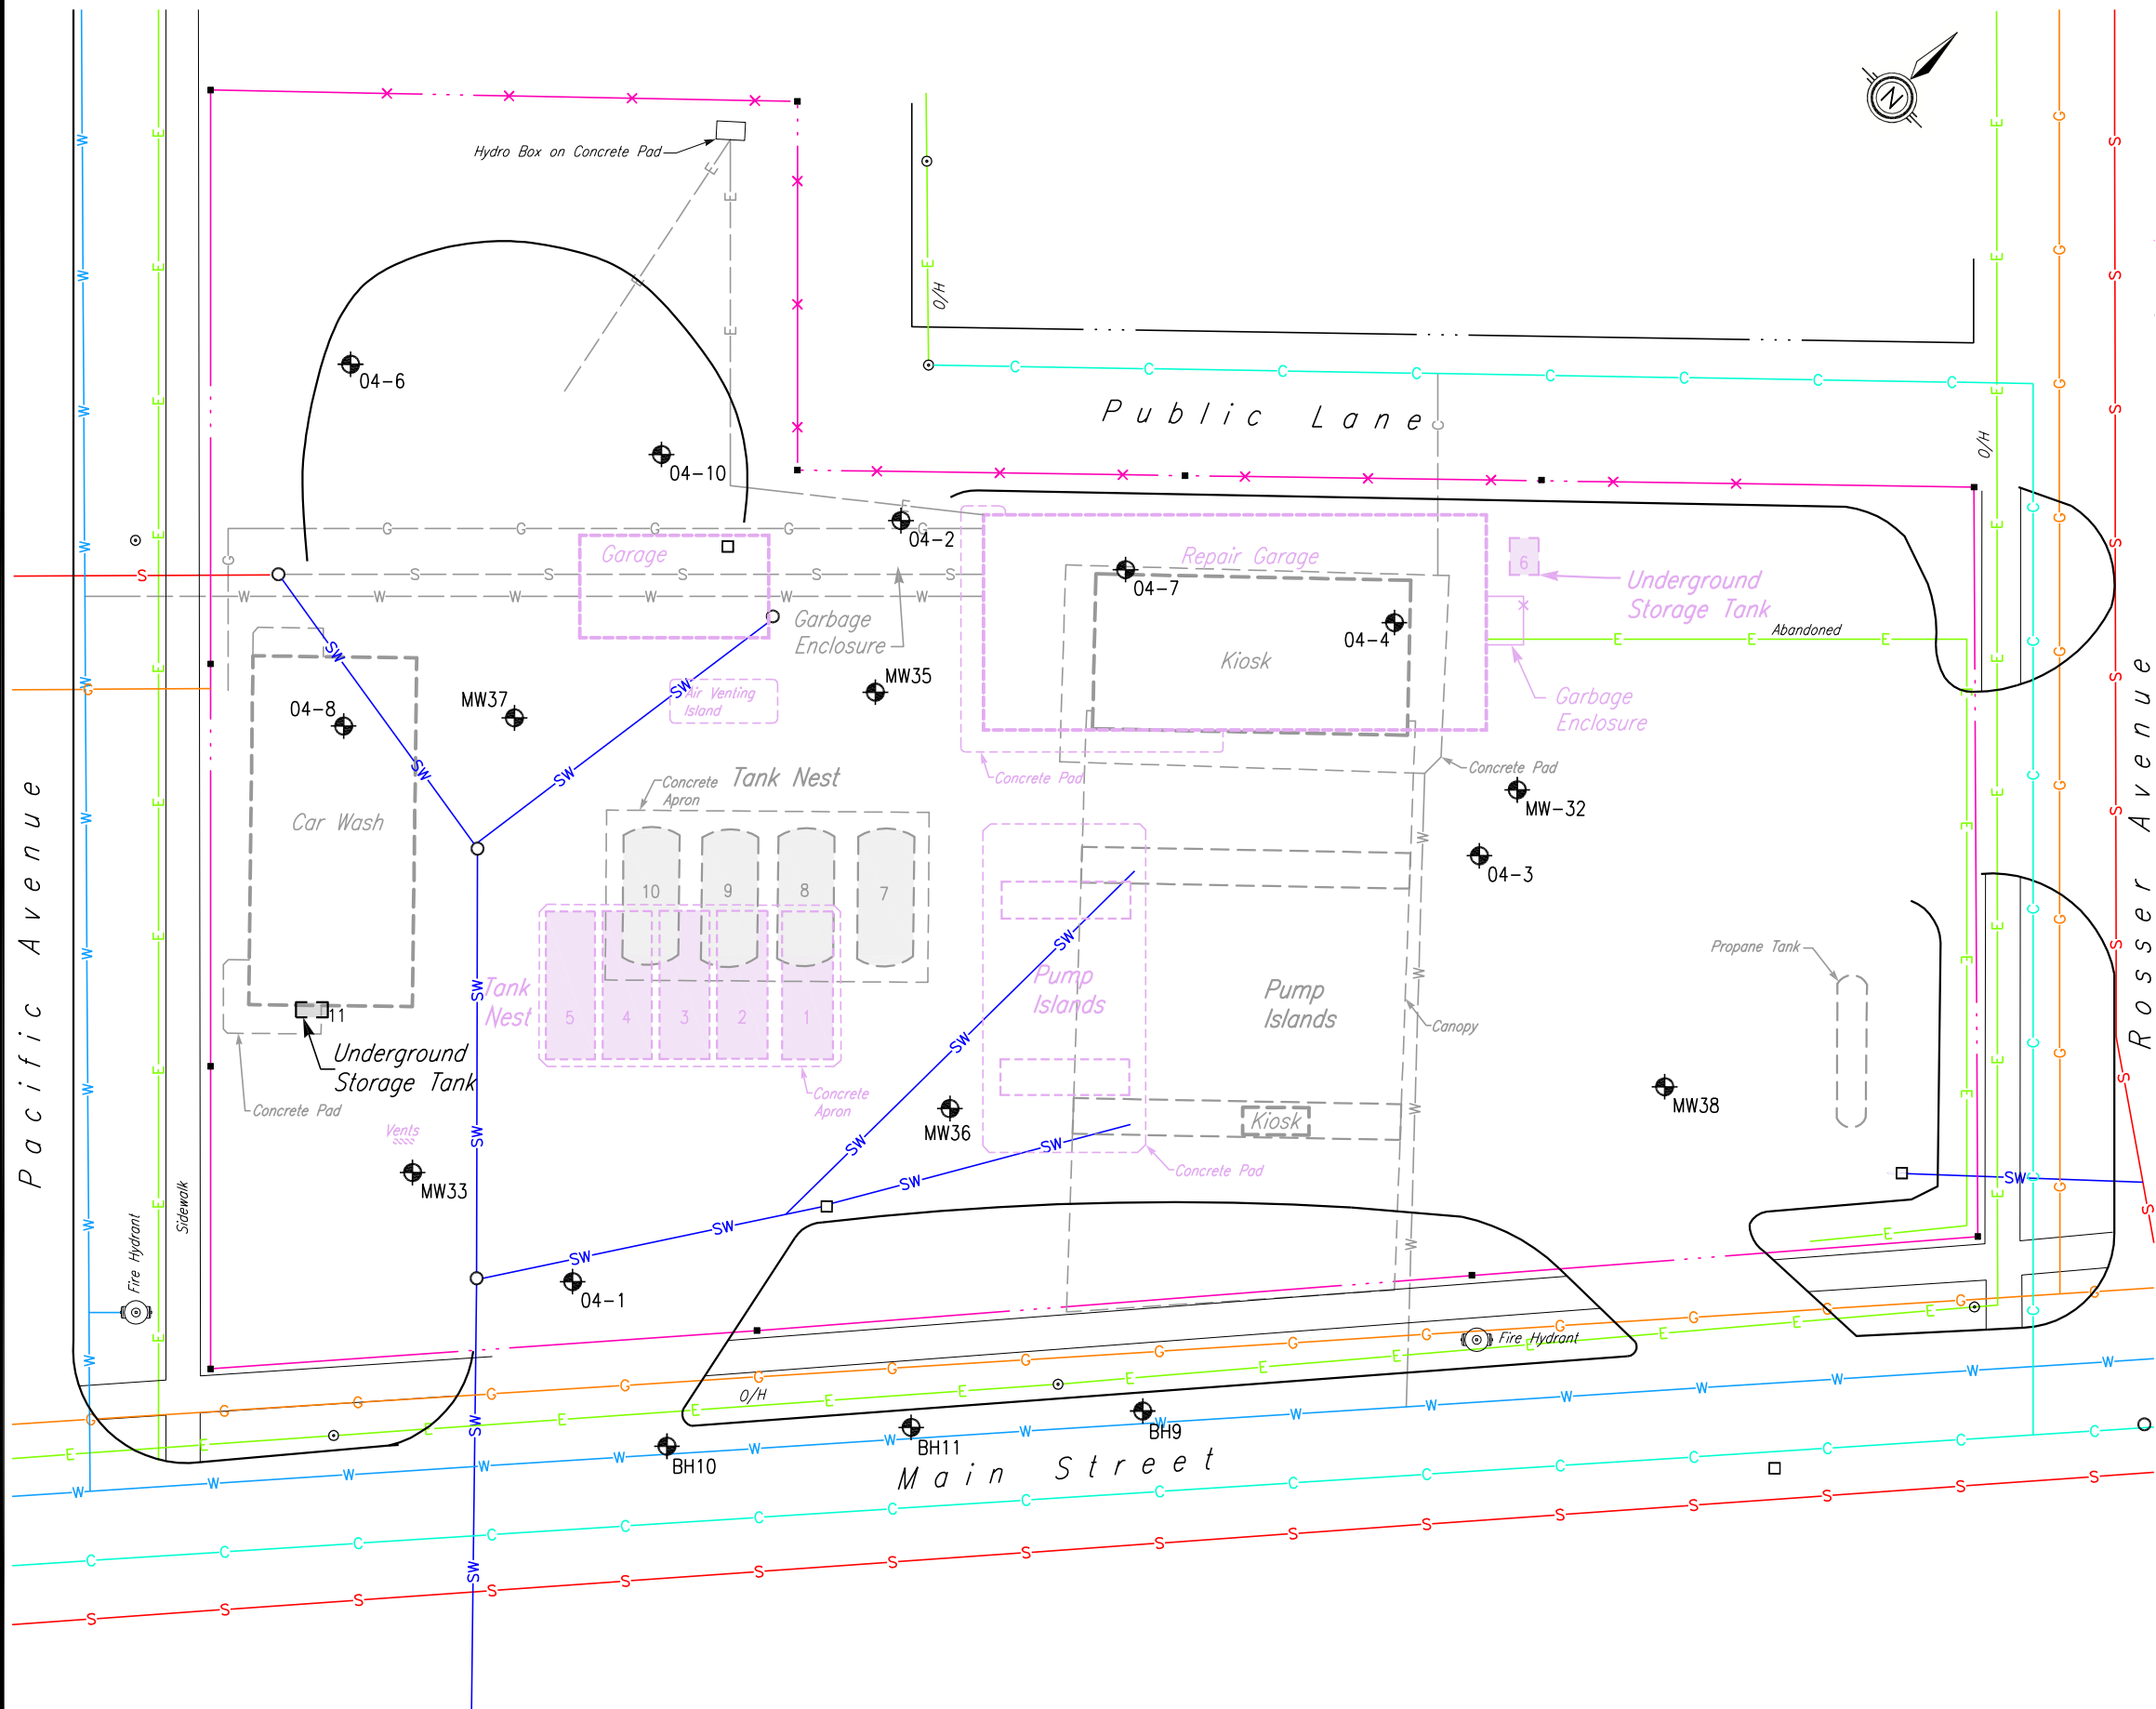 N
Hydro Box on Concrete Pad
O/H
O/H
Public Lane
04-6
04-10
04-2
Garage
Repair Garage
04-7
6
Underground
Storage Tank
Garbage
Enclosure
04-4
Abandoned
Kiosk
MW35
MW37
Air Venting
Island
04-8
Garbage
Enclosure
Concrete
Apron
Tank Nest
Concrete Pad
Concrete Pad
MW-32
Car Wash
04-3
10
9
8
7
Propane Tank
Tank
Nest
5
4
3
2
1
Pump
Islands
Pump
Islands
Canopy
11
Underground
Storage Tank
Concrete Pad
Concrete
Apron
Vents
MW33
MW36
Kiosk
MW38
Concrete Pad
Pacific Avenue
Rosser Avenue
Sidewalk
Fire Hydrant
04-1
Fire Hydrant
O/H
BH10
BH11
BH9
Main Street
E
W
G
S
C
SW